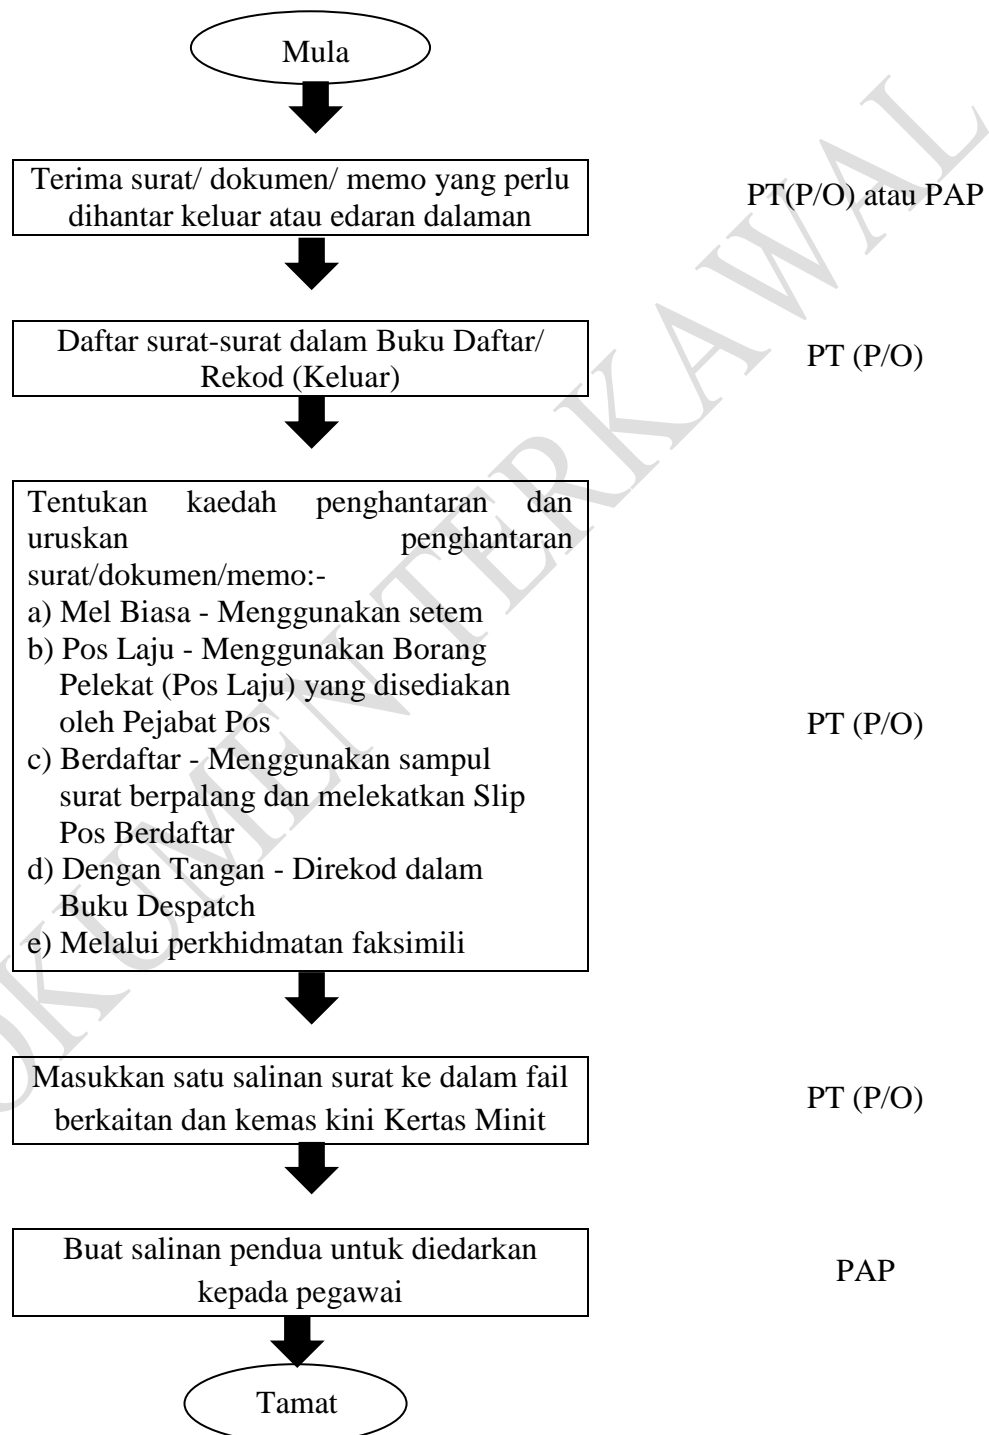 Mula
Terima surat/ dokumen/ memo yang perlu
dihantar keluar atau edaran dalaman
PT(P/O) atau PAP
Daftar surat-surat dalam Buku Daftar/
Rekod (Keluar)
PT (P/O)
Tentukan kaedah penghantaran dan
uruskan penghantaran
surat/dokumen/memo:-
a) Mel Biasa - Menggunakan setem
b) Pos Laju - Menggunakan Borang
Pelekat (Pos Laju) yang disediakan
oleh Pejabat Pos
c) Berdaftar - Menggunakan sampul
surat berpalang dan melekatkan Slip
Pos Berdaftar
d) Dengan Tangan - Direkod dalam
Buku Despatch
e) Melalui perkhidmatan faksimili
PT (P/O)
Masukkan satu salinan surat ke dalam fail
berkaitan dan kemas kini Kertas Minit
PT (P/O)
Buat salinan pendua untuk diedarkan
kepada pegawai
PAP
Tamat
OKUMEN TERKAWAL